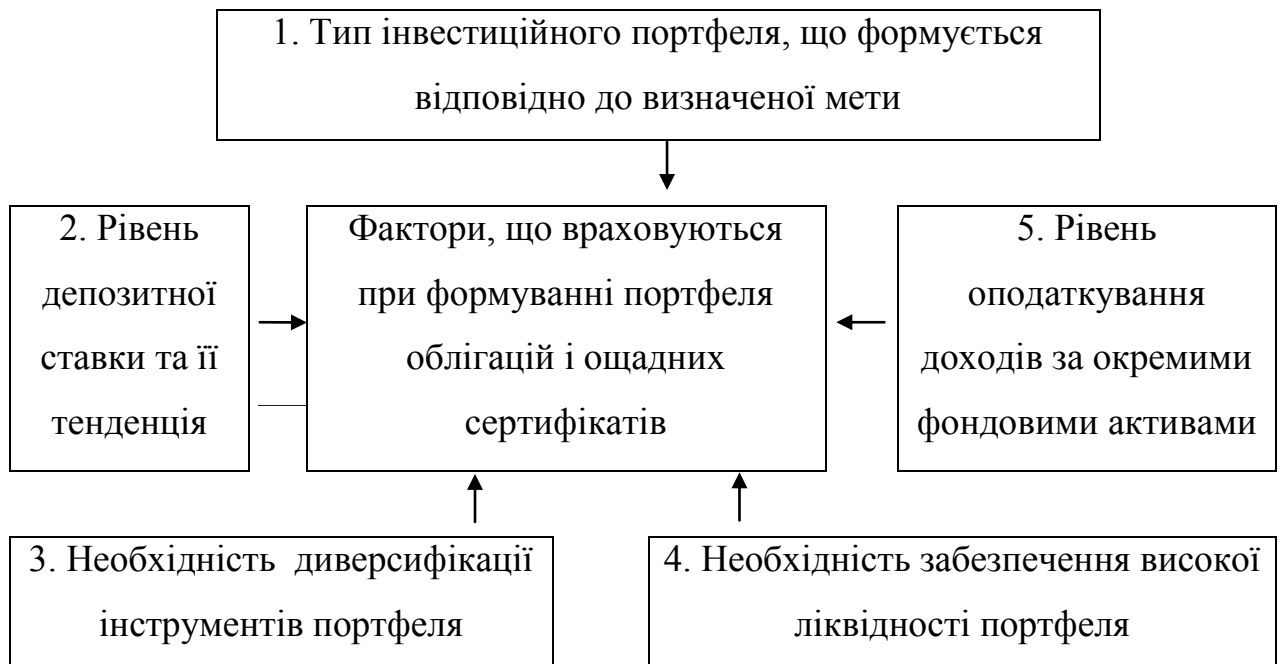 1. Тип інвестиційного портфеля, що формується
відповідно до визначеної мети
2. Рівень
депозитної
ставки та її
тенденція
Фактори, що враховуються
при формуванні портфеля
облігацій і ощадних
сертифікатів
5. Рівень
оподаткування
доходів за окремими
фондовими активами
3. Необхідність диверсифікації
інструментів портфеля
4. Необхідність забезпечення високої
ліквідності портфеля